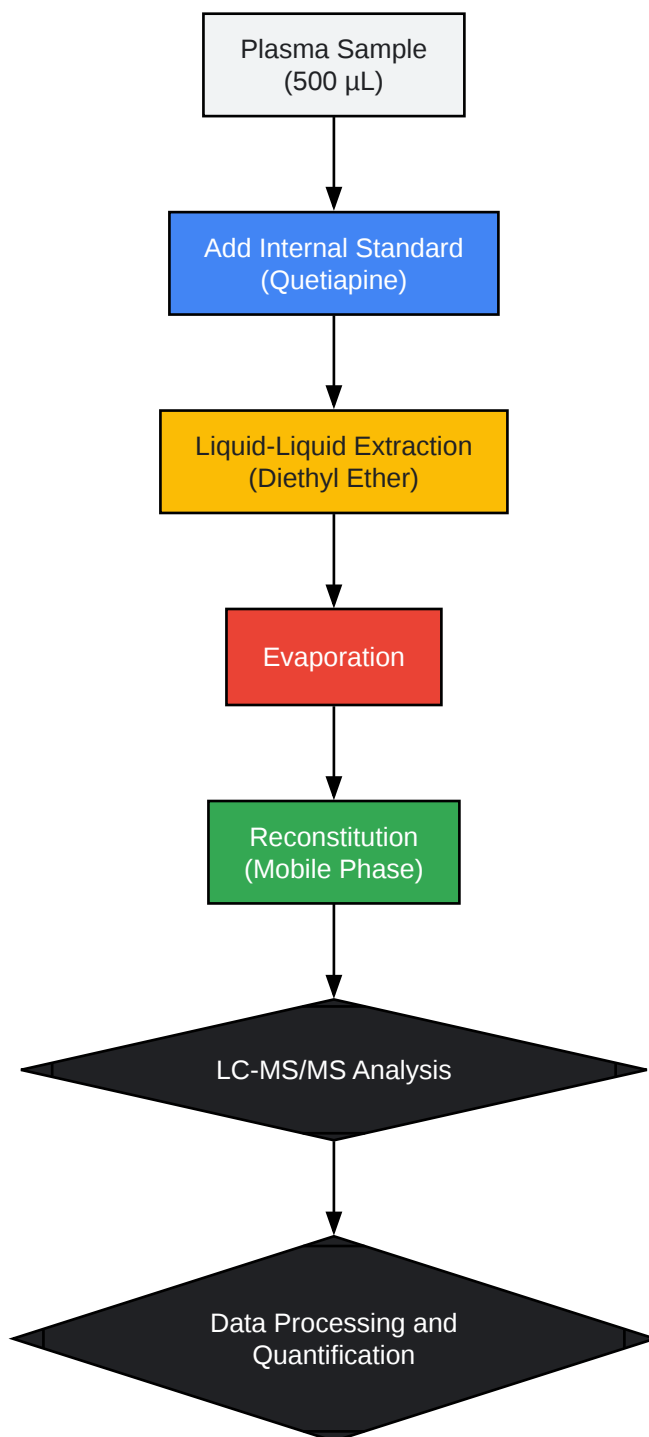 Plasma Sample
(500 µL)
Add Internal Standard
(Quetiapine)
Liquid-Liquid Extraction
(Diethyl Ether)
Evaporation
Reconstitution
(Mobile Phase)
LC-MS/MS Analysis
Data Processing and
Quantification